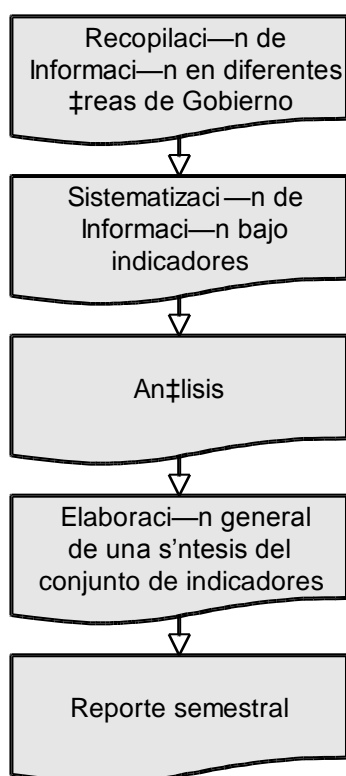 Recopilaci—n de
Informaci—n en diferentes
‡reas de Gobierno
Sistematizaci—n de
Informaci—n bajo
indicadores
An‡lisis
Elaboraci—n general
de una s'ntesis del
conjunto de indicadores
Reporte semestral